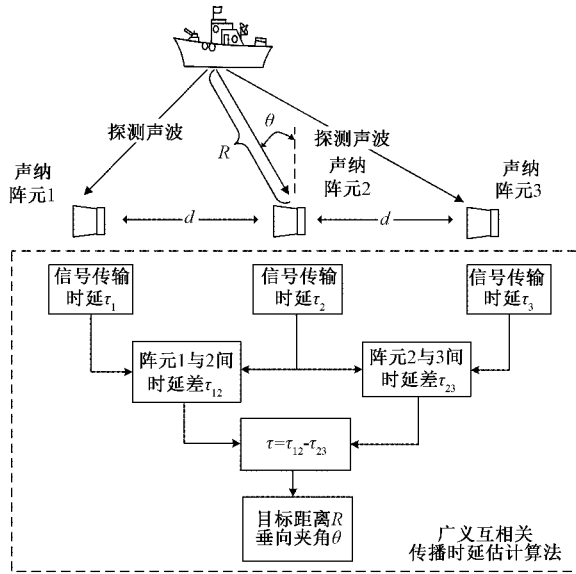 θ
探测声波
R
探测声波
声纳
阵元1
声纳
阵元2
声纳
阵元3
d
d
信号传输
时延τ₁
信号传输
时延τ₂
信号传输
时延τ₃
阵元1与2间
时延差τ₁₂
阵元2与3间
时延差τ₂₃
τ=τ₁₂-τ₂₃
目标距离R
垂向夹角θ
广义互相关
传播时延估计算法